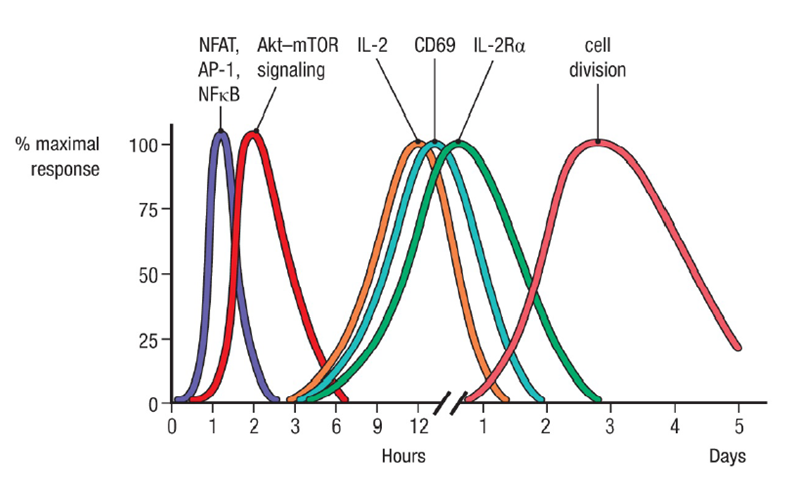 NFAT,
AP-1,
NFκB
Akt–mTOR
signaling
IL-2
CD69
IL-2Rα
cell
division
% maximal
response
100
75
50
25
0
0 1 2 3 6 9 12 1 2 3 4 5
Hours Days